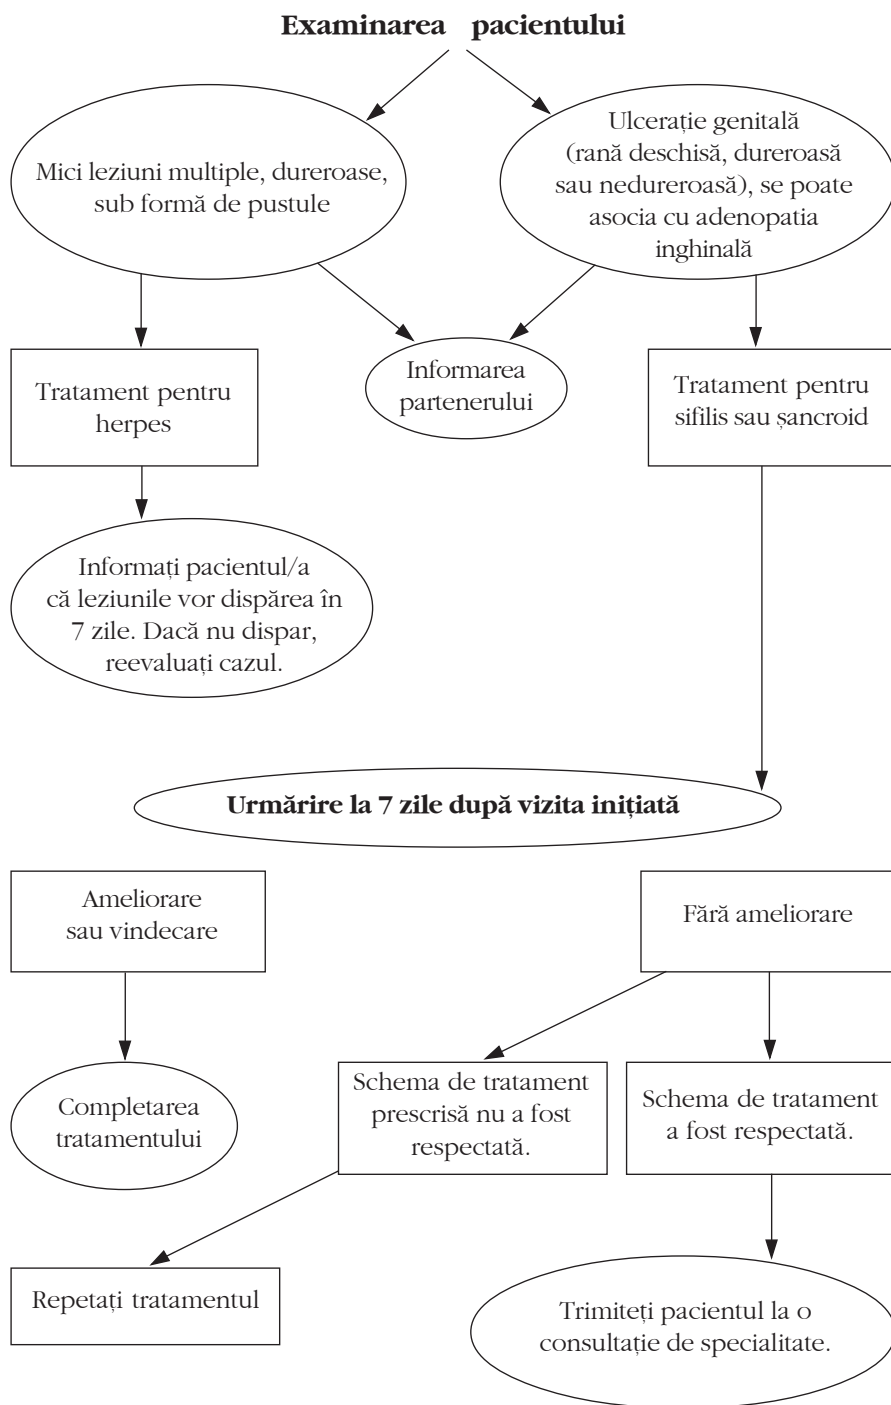 Examinarea pacientului
Mici leziuni multiple, dureroase,
sub formă de pustule
Ulcerație genitală
(rană deschisă, dureroasă
sau nedureroasă), se poate
asocia cu adenopatia
inghinală
Informarea
partenerului
Tratament pentru
herpes
Tratament pentru
sifilis sau șancroid
Informați pacientul/a
că leziunile vor dispărea în
7 zile. Dacă nu dispar,
reevaluați cazul.
Urmărire la 7 zile după vizita inițiată
Ameliorare
sau vindecare
Fără ameliorare
Completarea
tratamentului
Schema de tratament
prescrisă nu a fost
respectată.
Schema de tratament
a fost respectată.
Repetați tratamentul
Trimiteți pacientul la o
consultație de specialitate.